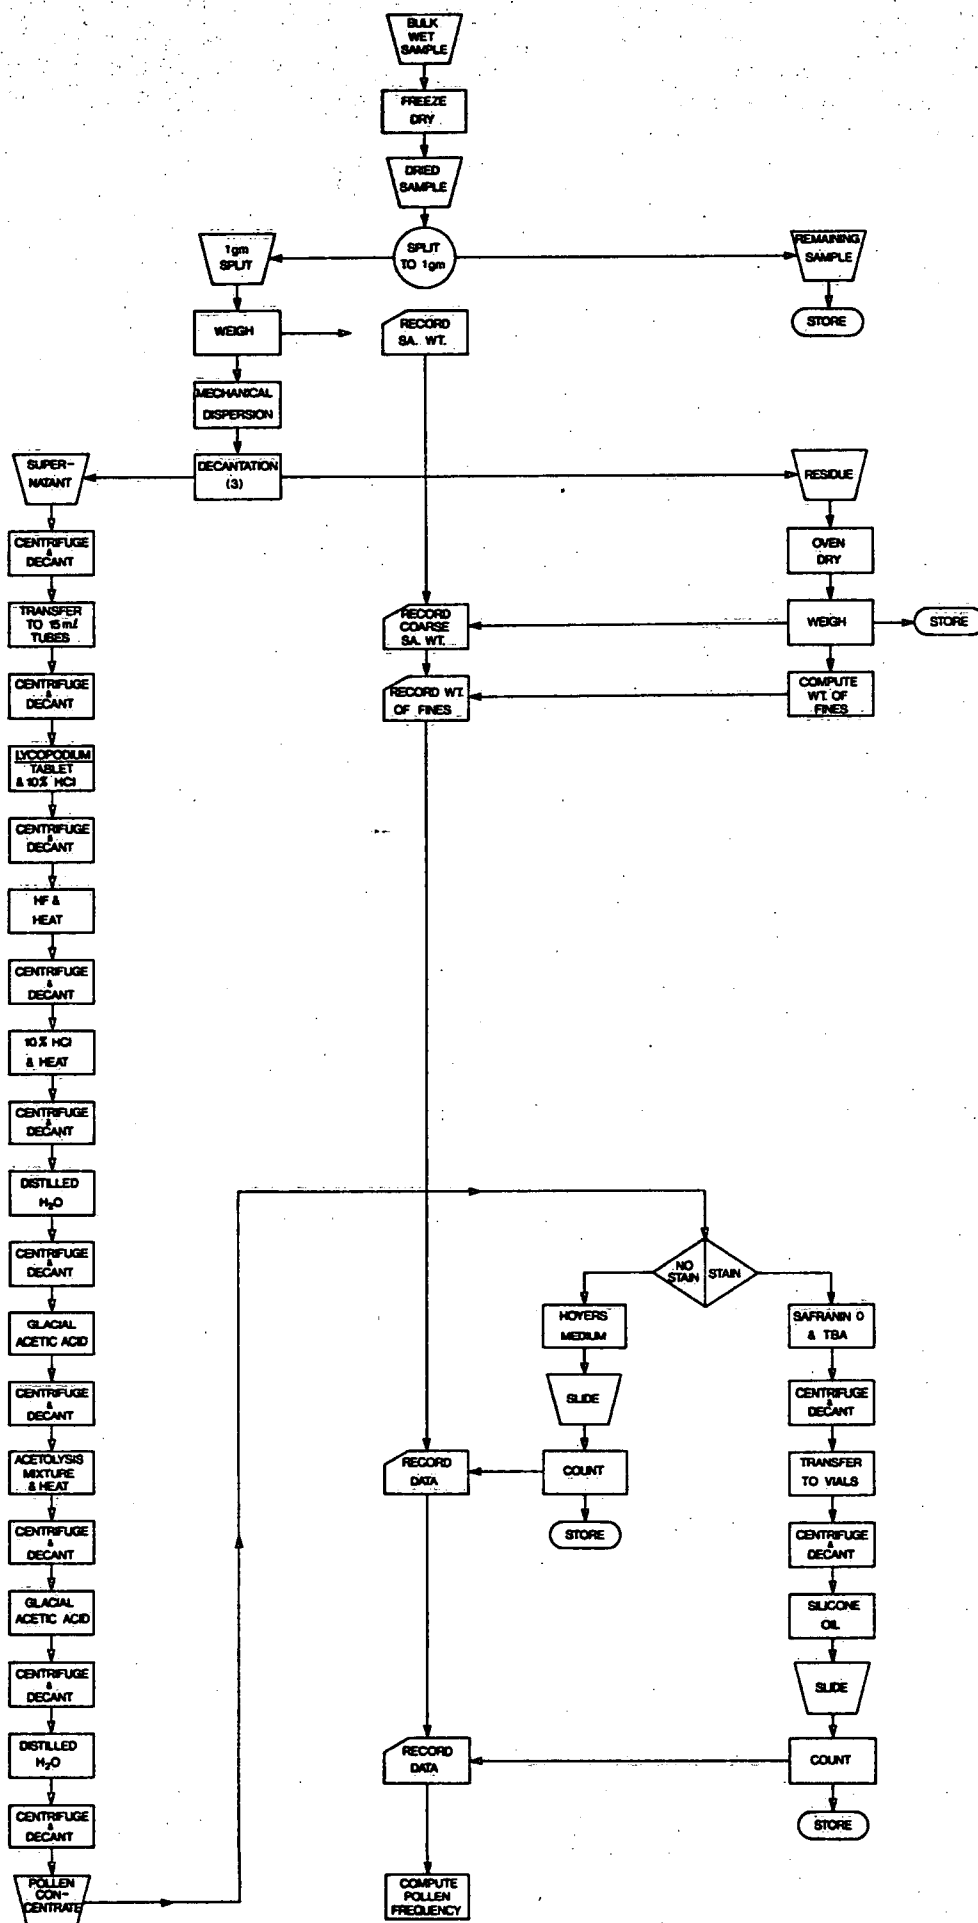 BULK
WET
SAMPLE
FREEZE
DRY
DRIED
SAMPLE
1gm
SPLIT
SPLIT
TO 1gm
REMAINING
SAMPLE
STORE
WEIGH
RECORD
SA. WT.
MECHANICAL
DISPERSION
SUPER-
NATANT
DECANTATION
(3)
RESIDUE
CENTRIFUGE
&
DECANT
OVEN
DRY
TRANSFER
TO 15 ml
TUBES
RECORD
COARSE
SA. WT.
WEIGH
STORE
CENTRIFUGE
&
DECANT
RECORD WT.
OF FINES
COMPUTE
WT. OF
FINES
LYCOPODIUM
TABLET
& 10% HCl
CENTRIFUGE
&
DECANT
HF &
HEAT
CENTRIFUGE
&
DECANT
10% HCl
& HEAT
CENTRIFUGE
&
DECANT
DISTILLED
H₂O
CENTRIFUGE
&
DECANT
GLACIAL
ACETIC ACID
CENTRIFUGE
&
DECANT
ACETOLYSIS
MIXTURE
& HEAT
CENTRIFUGE
&
DECANT
GLACIAL
ACETIC ACID
CENTRIFUGE
&
DECANT
DISTILLED
H₂O
CENTRIFUGE
&
DECANT
POLLEN
CON-
CENTRATE
NO
STAIN
STAIN
HOYERS
MEDIUM
SLIDE
COUNT
RECORD
DATA
STORE
SAFRANIN O
& TBA
CENTRIFUGE
&
DECANT
TRANSFER
TO VIALS
CENTRIFUGE
&
DECANT
SILICONE
OIL
SLIDE
COUNT
RECORD
DATA
STORE
COMPUTE
POLLEN
FREQUENCY